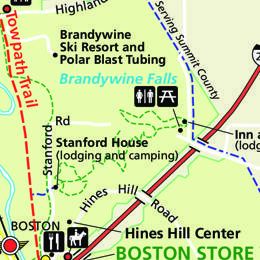 Highland
Brandywine
Ski Resort and
Polar Blast Tubing
Brandywine Falls
Serving Summit County
Towpath Trail
Stanford Rd
Stanford House
(lodging and camping)
Inn a
(lodg
Hines Hill Road
BOSTON
Hines Hill Center
BOSTON STORE
2